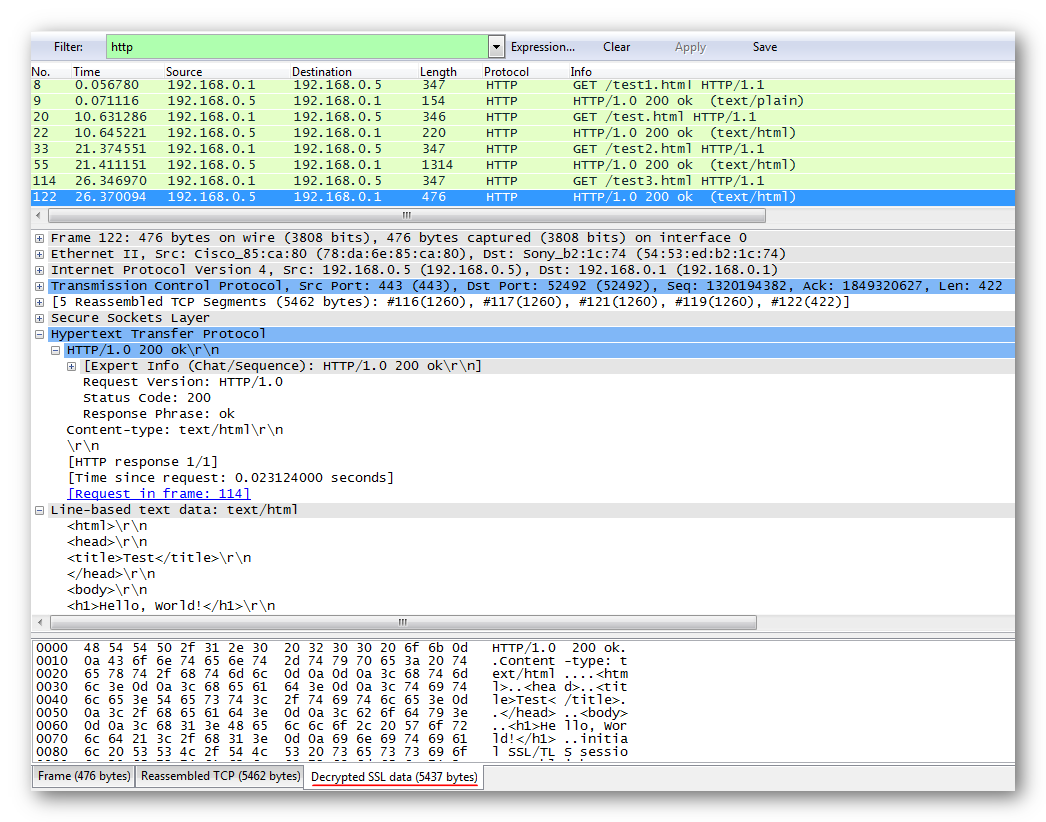 Filter: http Expression... Clear Apply Save
No. Time Source Destination Length Protocol Info
8 0.056780 192.168.0.1 192.168.0.5 347 HTTP GET /test1.html HTTP/1.1
9 0.071116 192.168.0.5 192.168.0.1 154 HTTP HTTP/1.0 200 ok (text/plain)
20 10.631286 192.168.0.1 192.168.0.5 346 HTTP GET /test.html HTTP/1.1
22 10.645221 192.168.0.5 192.168.0.1 220 HTTP HTTP/1.0 200 ok (text/html)
33 21.374551 192.168.0.1 192.168.0.5 347 HTTP GET /test2.html HTTP/1.1
55 21.411151 192.168.0.5 192.168.0.1 1314 HTTP HTTP/1.0 200 ok (text/html)
114 26.346970 192.168.0.1 192.168.0.5 347 HTTP GET /test3.html HTTP/1.1
122 26.370094 192.168.0.5 192.168.0.1 476 HTTP HTTP/1.0 200 ok (text/html)
Frame 122: 476 bytes on wire (3808 bits), 476 bytes captured (3808 bits) on interface 0
Ethernet II, Src: Cisco_85:ca:80 (78:da:6e:85:ca:80), Dst: Sony_b2:1c:74 (54:53:ed:b2:1c:74)
Internet Protocol Version 4, Src: 192.168.0.5 (192.168.0.5), Dst: 192.168.0.1 (192.168.0.1)
Transmission Control Protocol, Src Port: 443 (443), Dst Port: 52492 (52492), Seq: 1320194382, Ack: 1849320627, Len: 422
[5 Reassembled TCP Segments (5462 bytes): #116(1260), #117(1260), #121(1260), #119(1260), #122(422)]
Secure Sockets Layer
Hypertext Transfer Protocol
HTTP/1.0 200 ok\r\n
[Expert Info (Chat/Sequence): HTTP/1.0 200 ok\r\n]
Request Version: HTTP/1.0
Status Code: 200
Response Phrase: ok
Content-type: text/html\r\n
\r\n
[HTTP response 1/1]
[Time since request: 0.023124000 seconds]
[Request in frame: 114]
Line-based text data: text/html
<html>\r\n
<head>\r\n
<title>Test</title>\r\n
</head>\r\n
<body>\r\n
<h1>Hello, World!</h1>\r\n
0000 48 54 54 50 2f 31 2e 30 20 32 30 30 20 6f 6b 0d HTTP/1.0 200 ok.
0010 0a 43 6f 6e 74 65 6e 74 2d 74 79 70 65 3a 20 74 .Content -type: t
0020 65 78 74 2f 68 74 6d 6c 0d 0a 0d 0a 3c 68 74 6d ext/html ....<htm
0030 6c 3e 0d 0a 3c 68 65 61 64 3e 0d 0a 3c 74 69 74 l>..<hea d>..<tit
0040 6c 65 3e 54 65 73 74 3c 2f 74 69 74 6c 65 3e 0d le>Test< /title>.
0050 0a 3c 2f 68 65 61 64 3e 0d 0a 3c 62 6f 64 79 3e .</head> ..<body>
0060 0d 0a 3c 68 31 3e 48 65 6c 6c 6f 2c 20 57 6f 72 ..<h1>He llo, Wor
0070 6c 64 21 3c 2f 68 31 3e 0d 0a 69 6e 69 74 69 61 ld!</h1> ..initia
0080 6c 20 53 53 4c 2f 54 4c 53 20 73 65 73 73 69 6f l SSL/TL S sessio
Frame (476 bytes) Reassembled TCP (5462 bytes) Decrypted SSL data (5437 bytes)